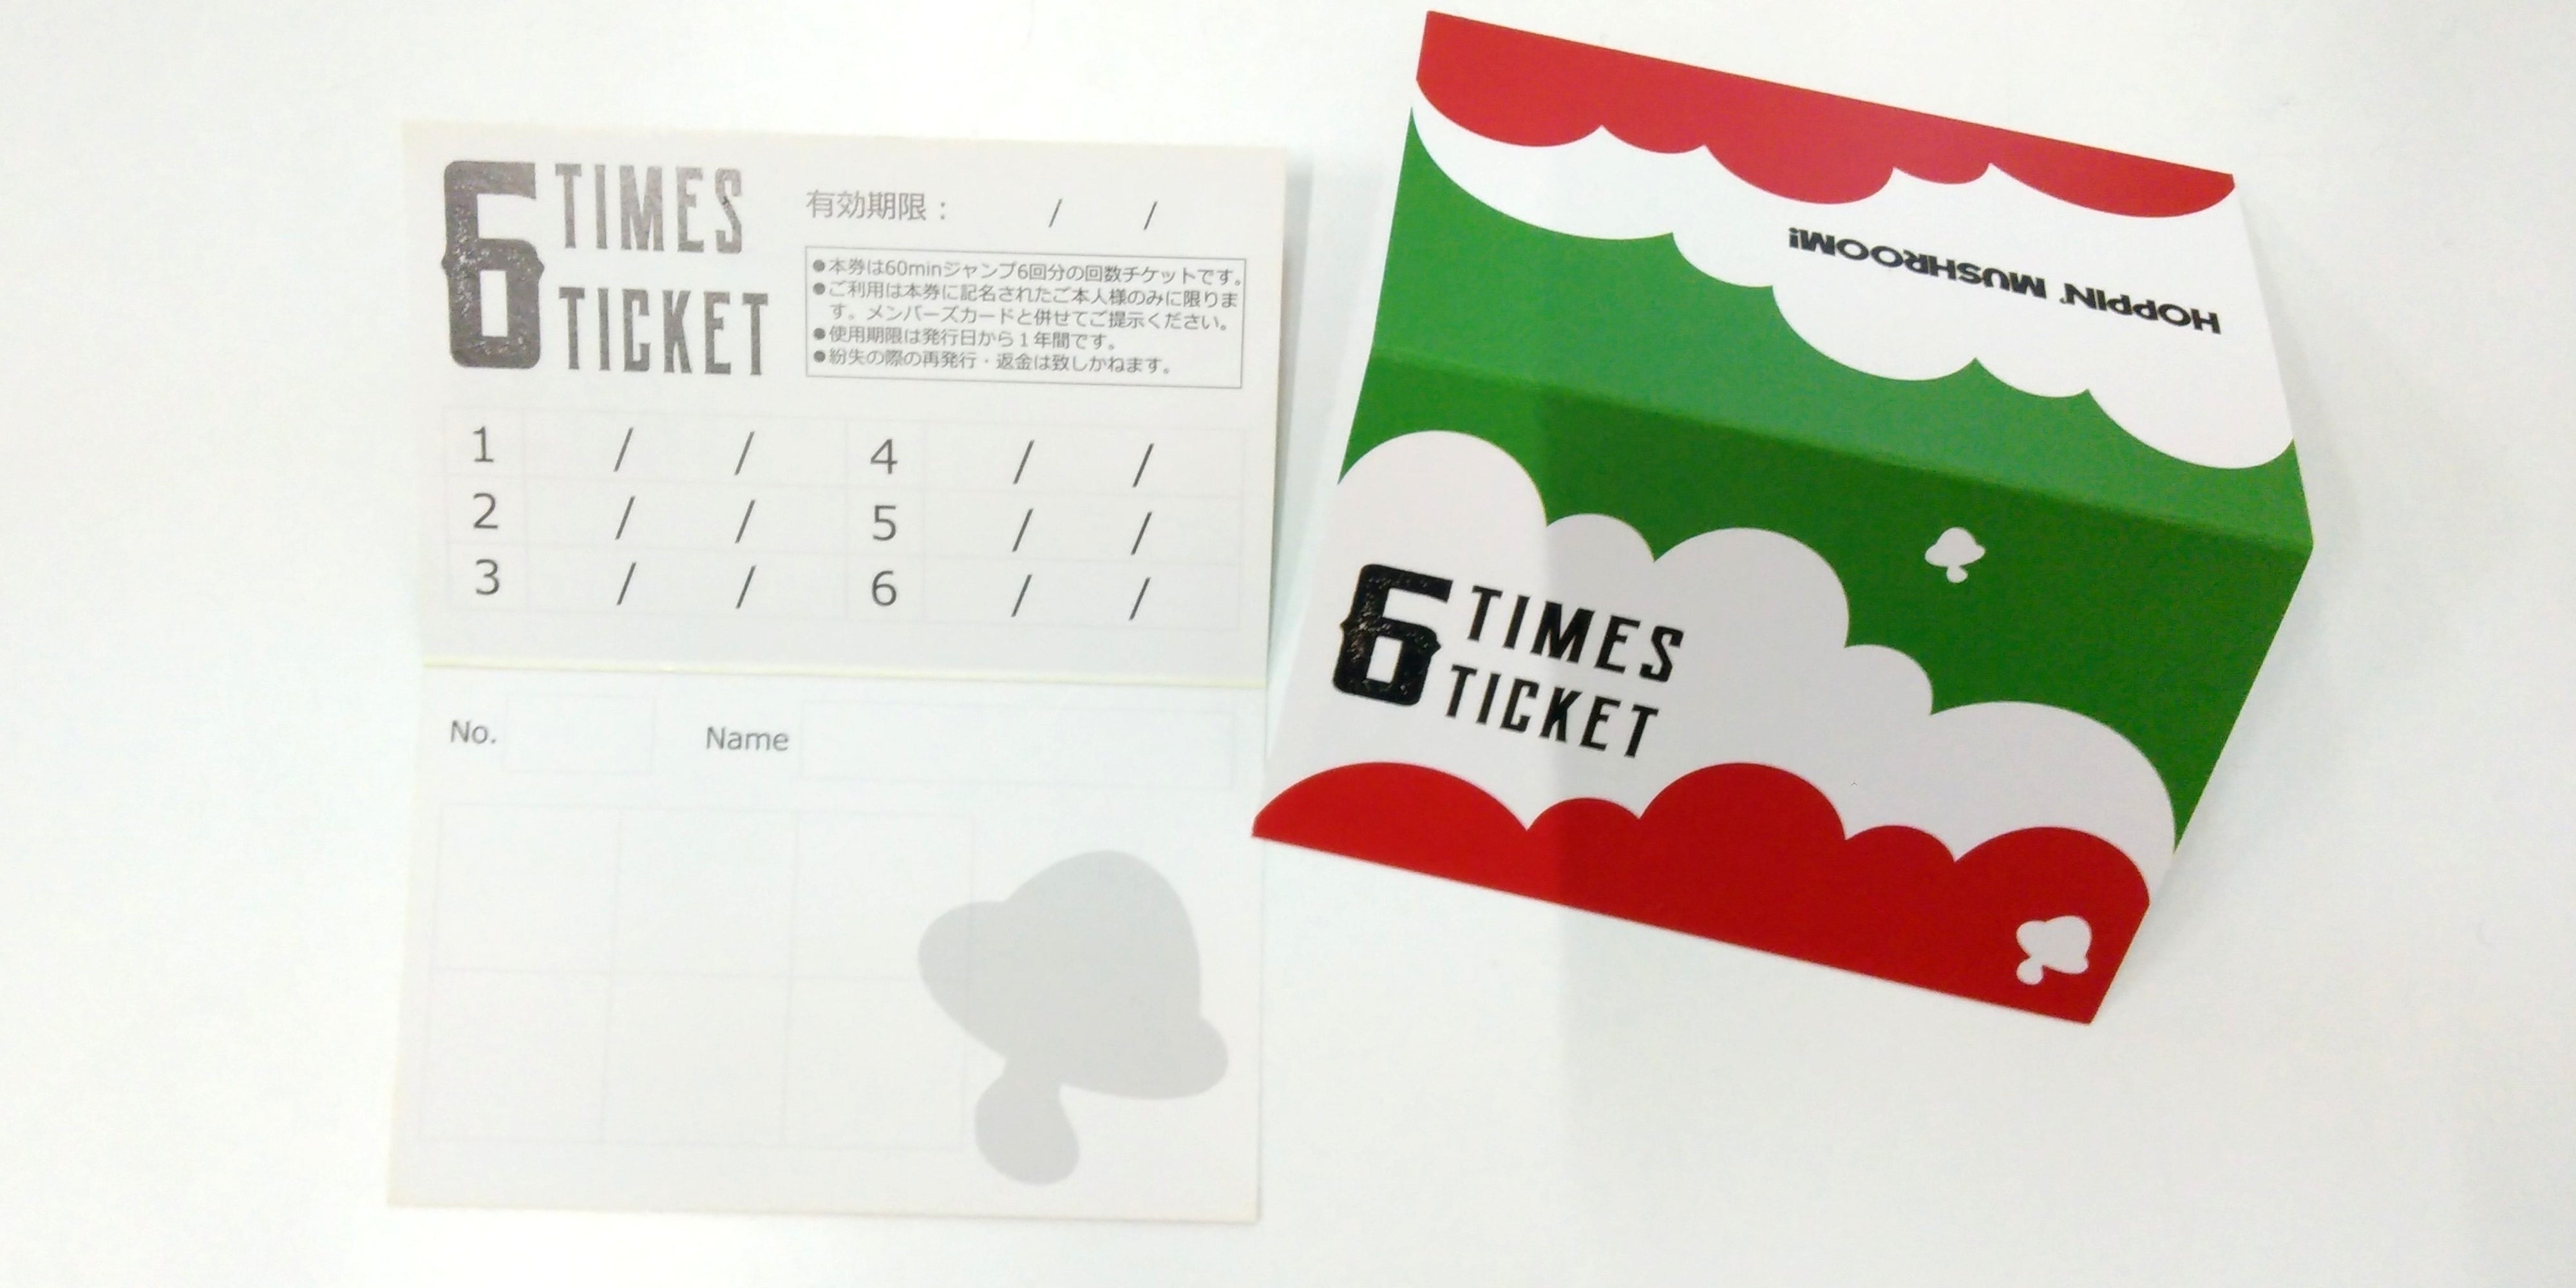 6 TIMES
TICKET
有効期限： / /
●本券は60minジャンプ6回分の回数チケットです。
●ご利用は本券に記名されたご本人様のみに限りま
す。メンバーズカードと併せてご提示ください。
●使用期限は発行日から1年間です。
●紛失の際の再発行・返金は致しかねます。
1 / / 4 / /
2 / / 5 / /
3 / / 6 / /
No. Name
HOPPIN' MUSHROOM!
6 TIMES
TICKET